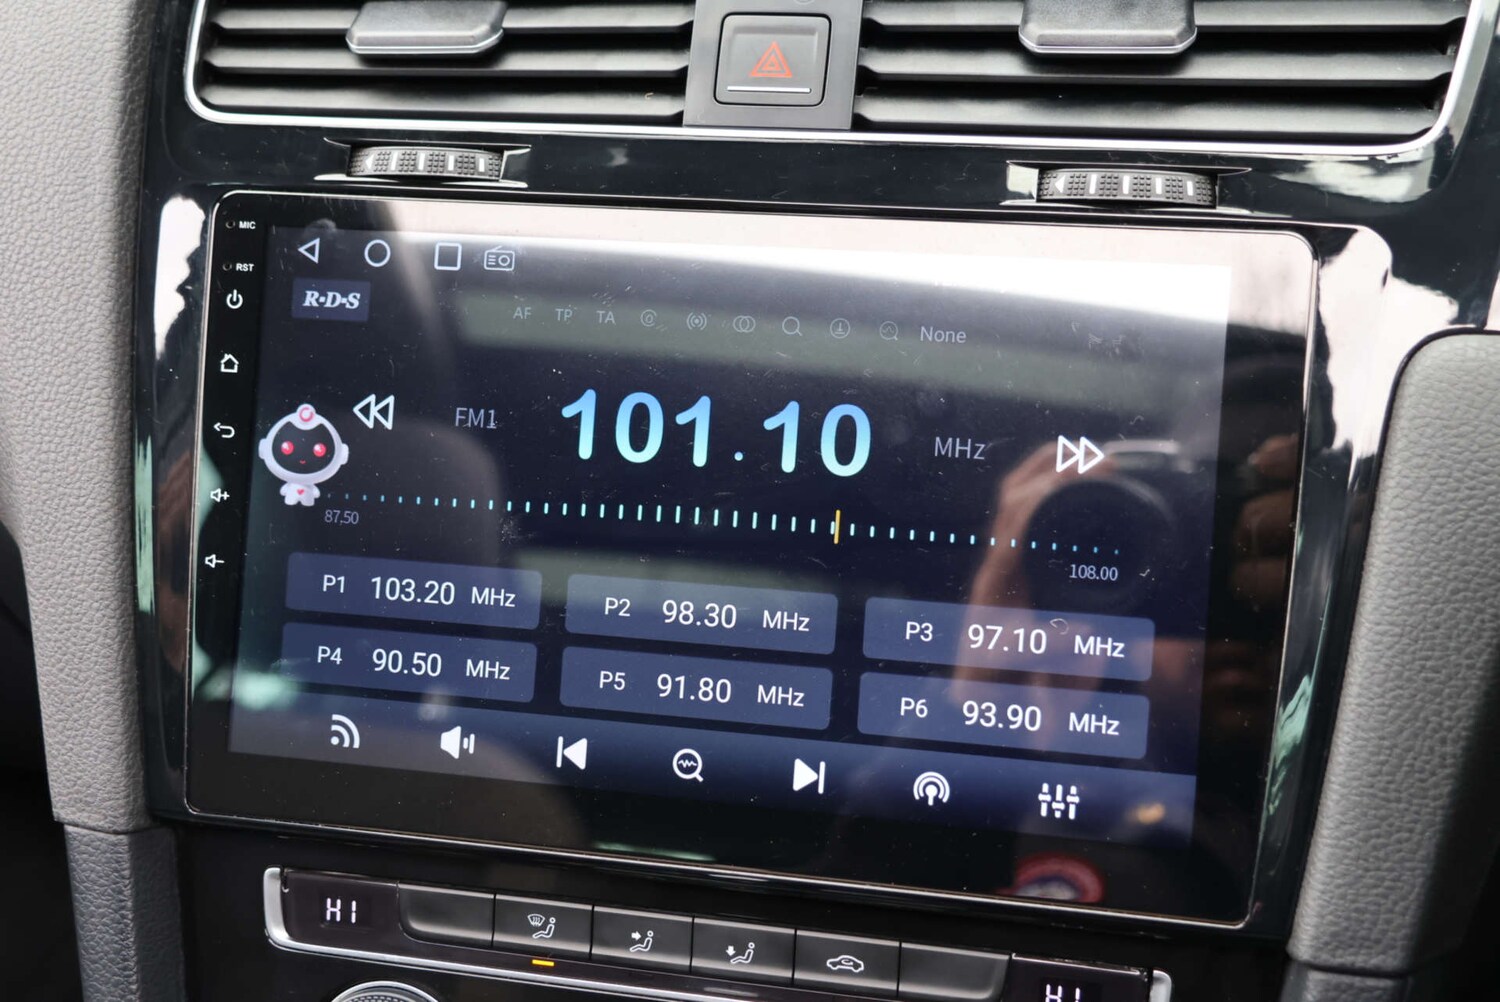 MIC
RST
R·D·S
AF TP TA None
FM1 101.10 MHz
87.50 108.00
P1 103.20 MHz P2 98.30 MHz P3 97.10 MHz
P4 90.50 MHz P5 91.80 MHz P6 93.90 MHz
HI HI